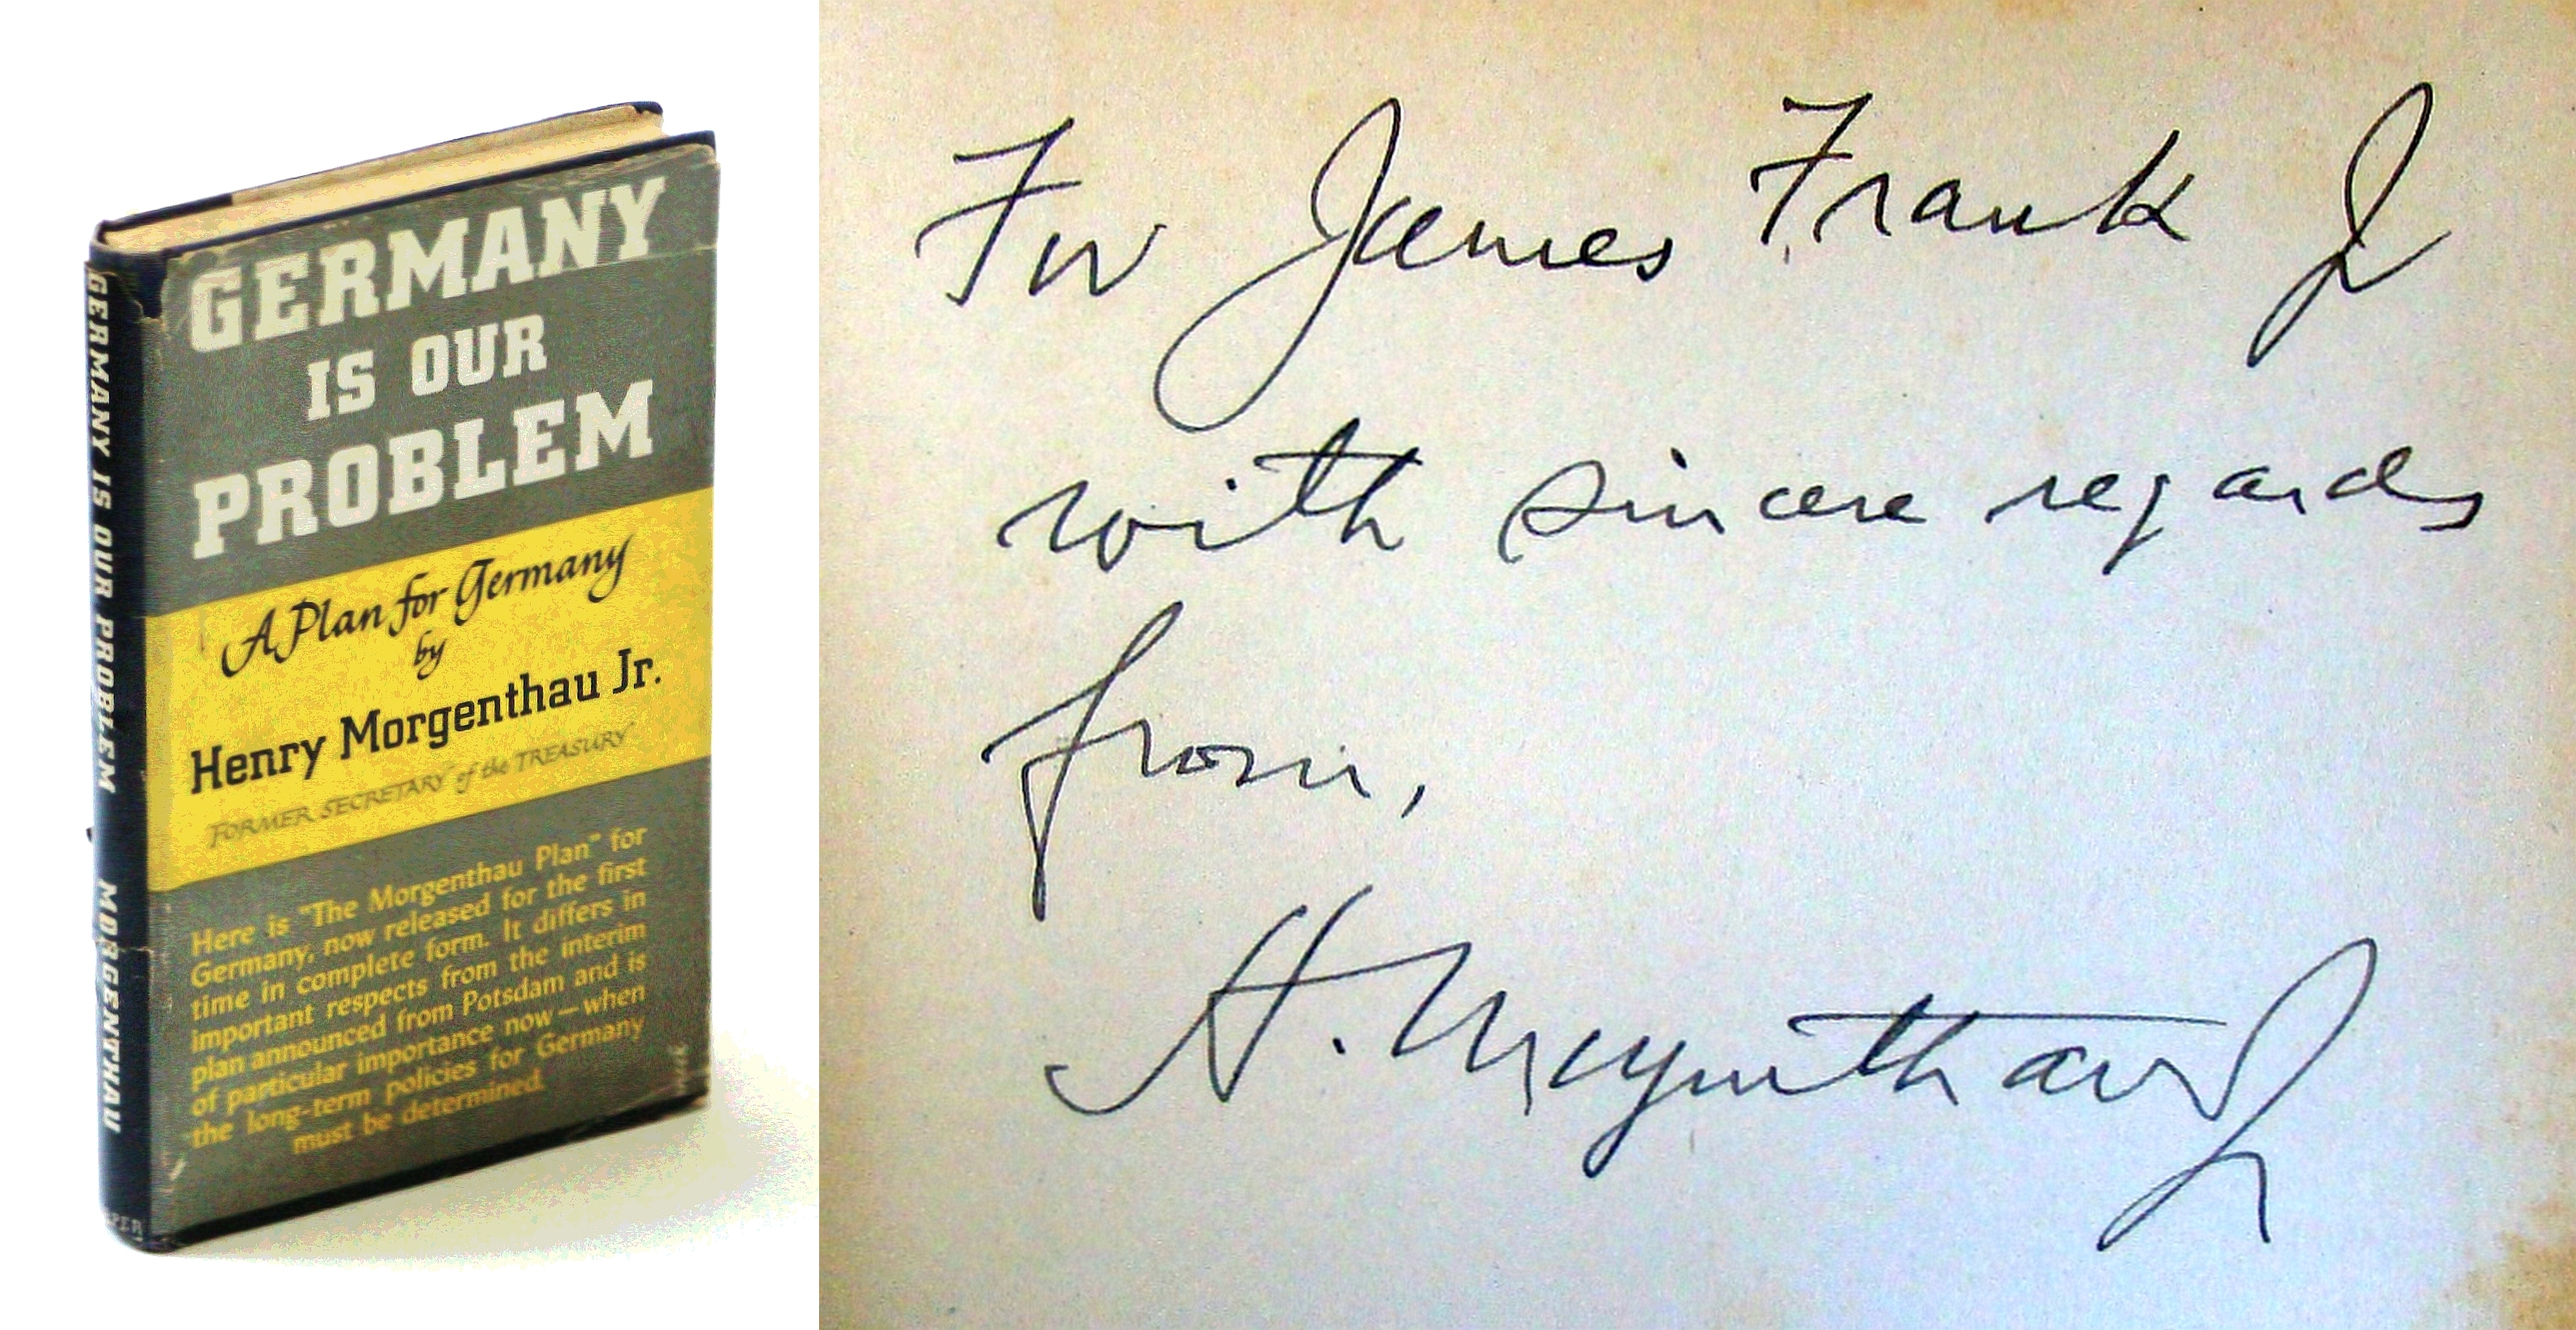 GERMANY IS OUR PROBLEM MORGENTHAU
GERMANY
IS OUR
PROBLEM
A Plan for Germany
by
Henry Morgenthau Jr.
FORMER SECRETARY of the TREASURY
Here is "The Morgenthau Plan" for
Germany, now released for the first
time in complete form. It differs in
important respects from the interim
plan announced from Potsdam and is
of particular importance now—when
the long-term policies for Germany
must be determined.
For James Frank Jr
with sincere regards
from,
H. Morgenthau Jr